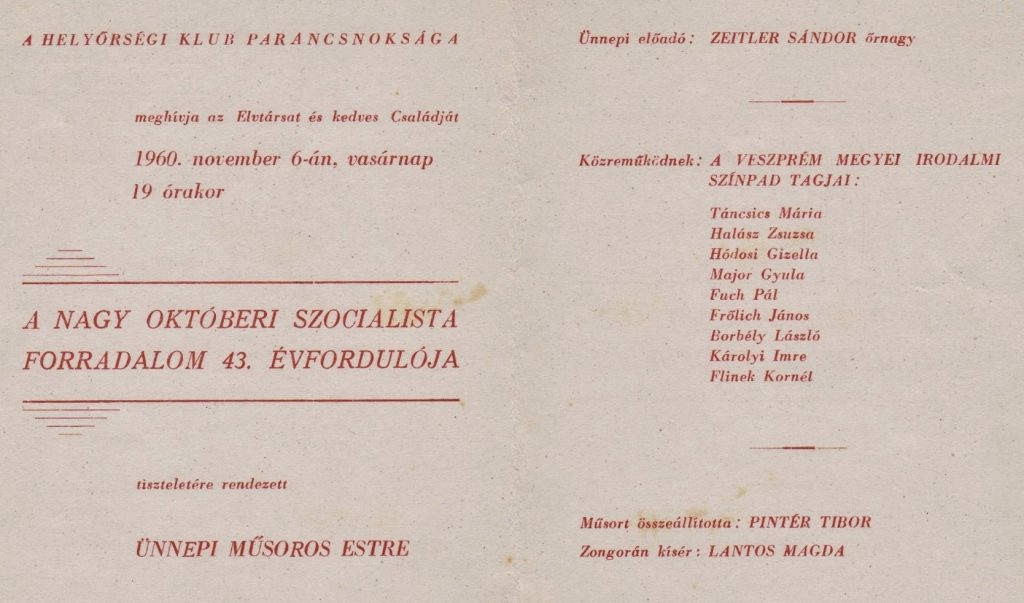 A HELYŐRSÉGI KLUB PARANCSNOKSÁGA
meghívja az Elvtársat és kedves Családját
1960. november 6-án, vasárnap
19 órakor
A NAGY OKTÓBERI SZOCIALISTA
FORRADALOM 43. ÉVFORDULÓJA
tiszteletére rendezett
ÜNNEPI MŰSOROS ESTRE
Ünnepi előadó: ZEITLER SÁNDOR őrnagy
Közreműködnek: A VESZPRÉM MEGYEI IRODALMI
SZÍNPAD TAGJAI:
Táncsics Mária
Halász Zsuzsa
Hódosi Gizella
Major Gyula
Fuch Pál
Frőlich János
Borbély László
Károlyi Imre
Flinek Kornél
Műsort összeállította: PINTÉR TIBOR
Zongorán kísér: LANTOS MAGDA